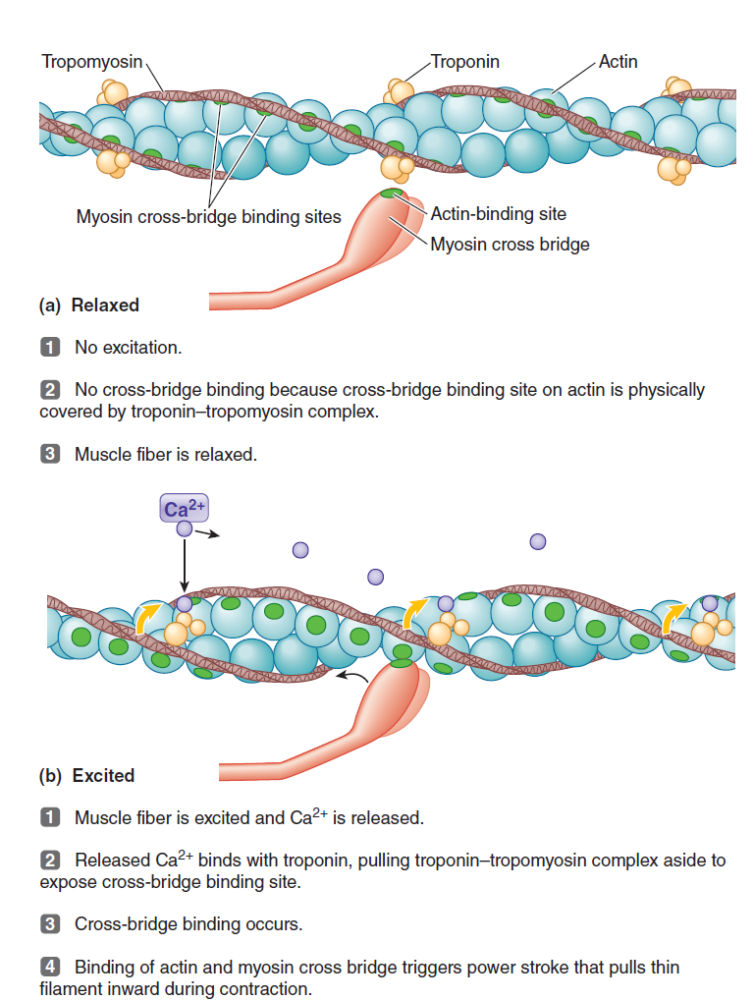 Tropomyosin
Troponin
Actin
Myosin cross-bridge binding sites
Actin-binding site
Myosin cross bridge
(a) Relaxed
1 No excitation.
2 No cross-bridge binding because cross-bridge binding site on actin is physically
covered by troponin–tropomyosin complex.
3 Muscle fiber is relaxed.
Ca²⁺
(b) Excited
1 Muscle fiber is excited and Ca²⁺ is released.
2 Released Ca²⁺ binds with troponin, pulling troponin–tropomyosin complex aside to
expose cross-bridge binding site.
3 Cross-bridge binding occurs.
4 Binding of actin and myosin cross bridge triggers power stroke that pulls thin
filament inward during contraction.